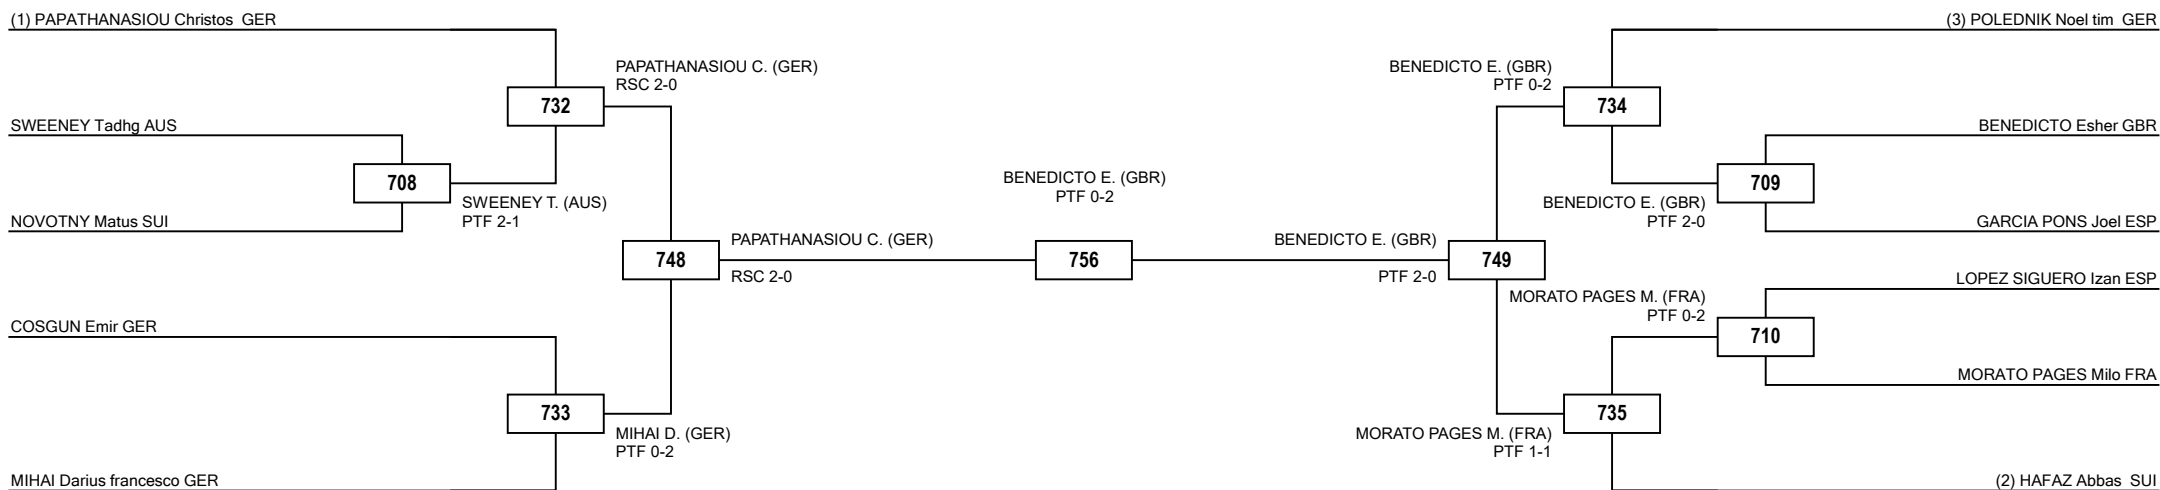 (1) PAPATHANASIOU Christos  GER
(3) POLEDNIK Noel tim  GER
PAPATHANASIOU C. (GER)
RSC 2-0
BENEDICTO E. (GBR)
PTF 0-2
732
734
SWEENEY Tadhg AUS
BENEDICTO Esher GBR
708
709
BENEDICTO E. (GBR)
PTF 0-2
SWEENEY T. (AUS)
PTF 2-1
BENEDICTO E. (GBR)
PTF 2-0
NOVOTNY Matus SUI
GARCIA PONS Joel ESP
PAPATHANASIOU C. (GER)
BENEDICTO E. (GBR)
748
756
749
RSC 2-0
PTF 2-0
LOPEZ SIGUERO Izan ESP
MORATO PAGES M. (FRA)
PTF 0-2
COSGUN Emir GER
710
MORATO PAGES Milo FRA
733
735
MIHAI D. (GER)
PTF 0-2
MORATO PAGES M. (FRA)
PTF 1-1
MIHAI Darius francesco GER
(2) HAFAZ Abbas  SUI